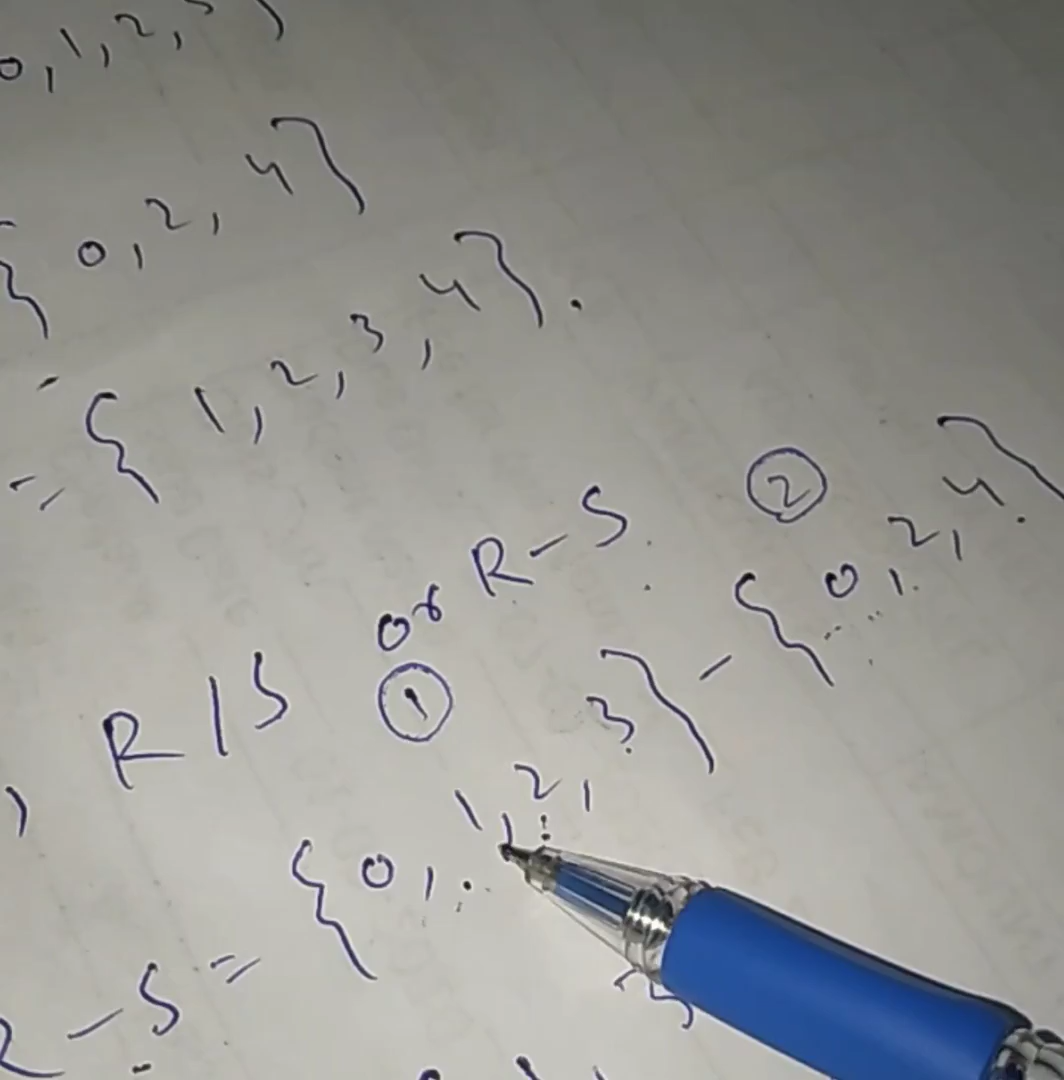 0, 1, 2, 3 }
{ 0, 2, 4 }
= { 1, 2, 3, 4 }.
R|S or R-S
① ②
R-S = { 0, 1, 2, 3 } - { 0, 2, 4 }